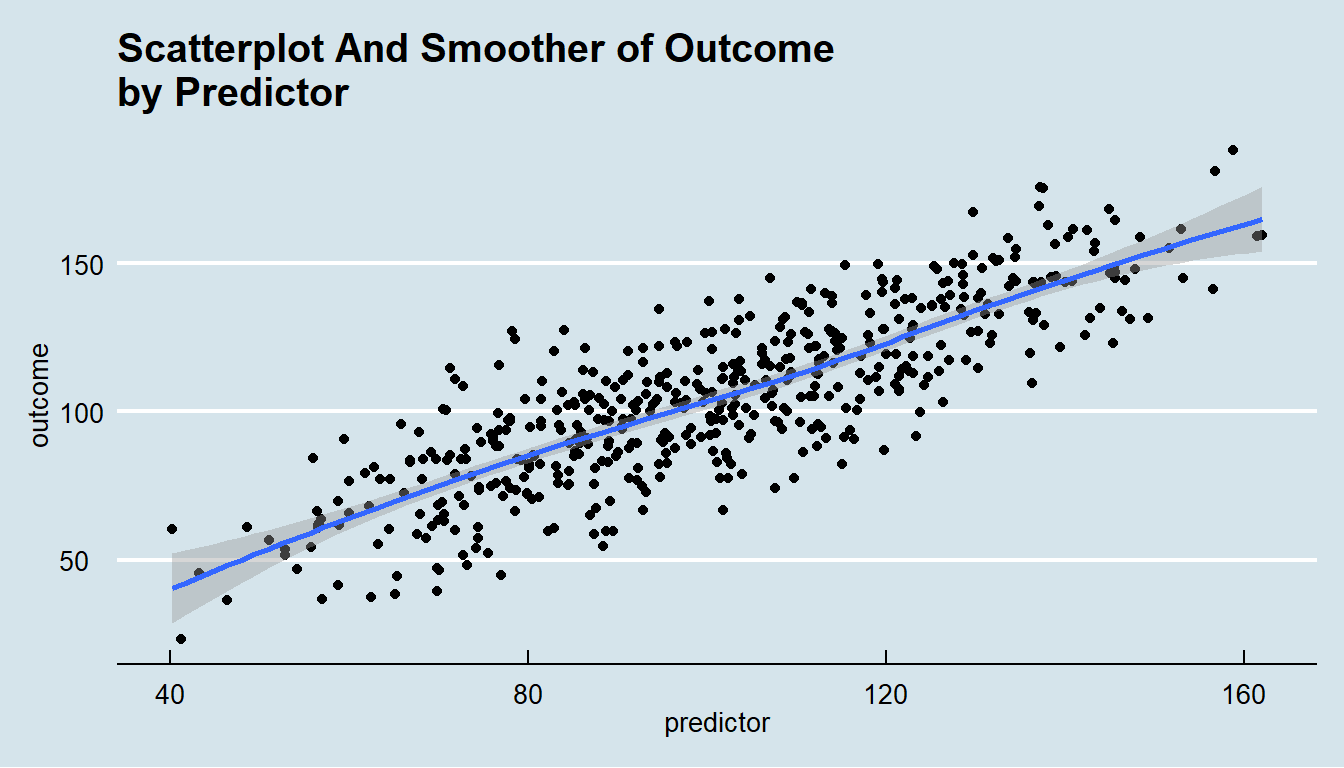 Scatterplot And Smoother of Outcome
by Predictor
outcome
150
100
50
40 80 120 160
predictor